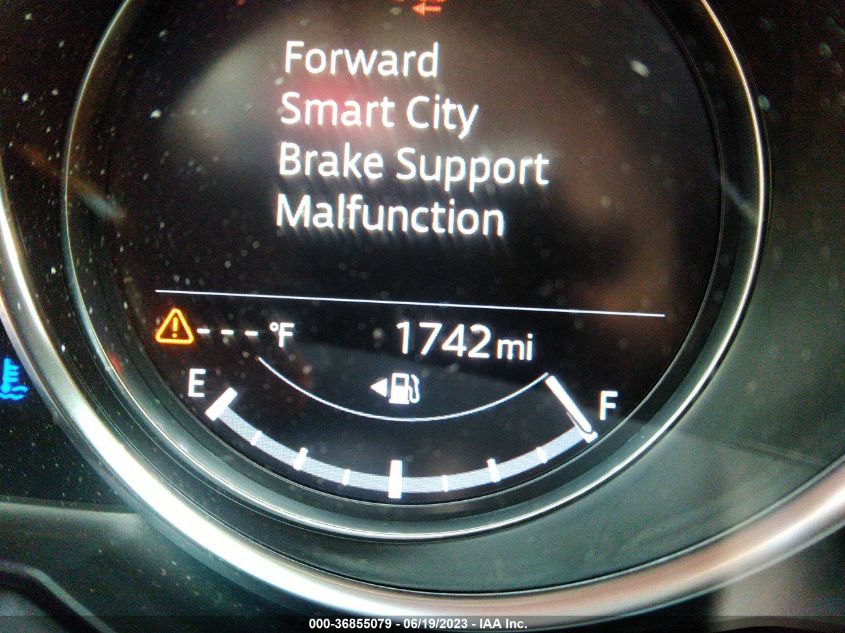 Forward
Smart City
Brake Support
Malfunction
---°F 1742mi
E F
000-36855079 - 06/19/2023 - IAA Inc.